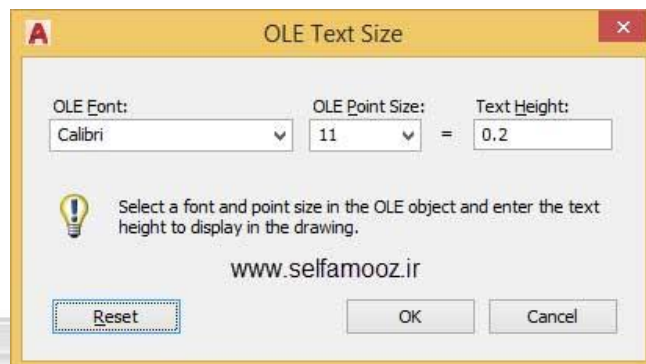 OLE Text Size
OLE Font: OLE Point Size: Text Height:
Calibri 11 = 0.2
Select a font and point size in the OLE object and enter the text
height to display in the drawing.
www.selfamooz.ir
Reset OK Cancel